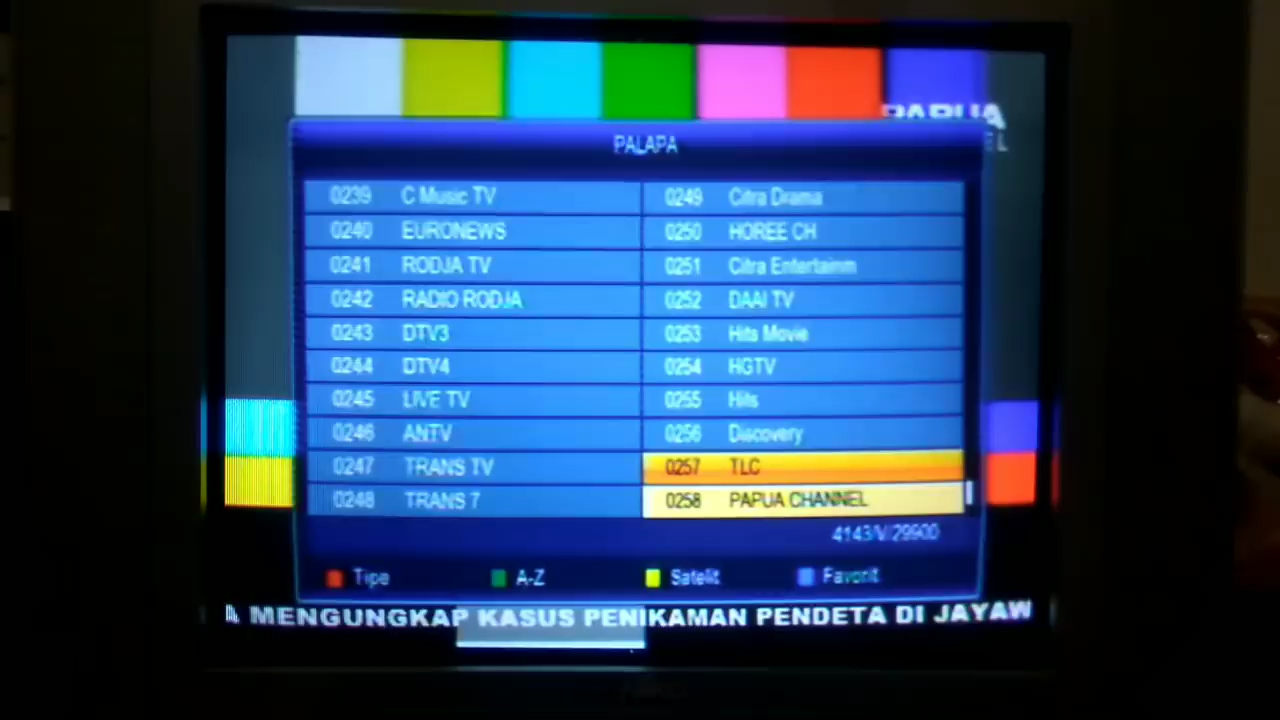 PAPUA
EL
PALAPA
0239 C Music TV
0240 EURONEWS
0241 RODJA TV
0242 RADIO RODJA
0243 DTV3
0244 DTV4
0245 LIVE TV
0246 ANTV
0247 TRANS TV
0248 TRANS 7
0249 Citra Drama
0250 HOREE CH
0251 Citra Entertainm
0252 DAAI TV
0253 Hits Movie
0254 HGTV
0255 Hits
0256 Discovery
0257 TLC
0258 PAPUA CHANNEL
4143/V/29900
Tipe A-Z Satelit Favorit
A MENGUNGKAP KASUS PENIKAMAN PENDETA DI JAYAW